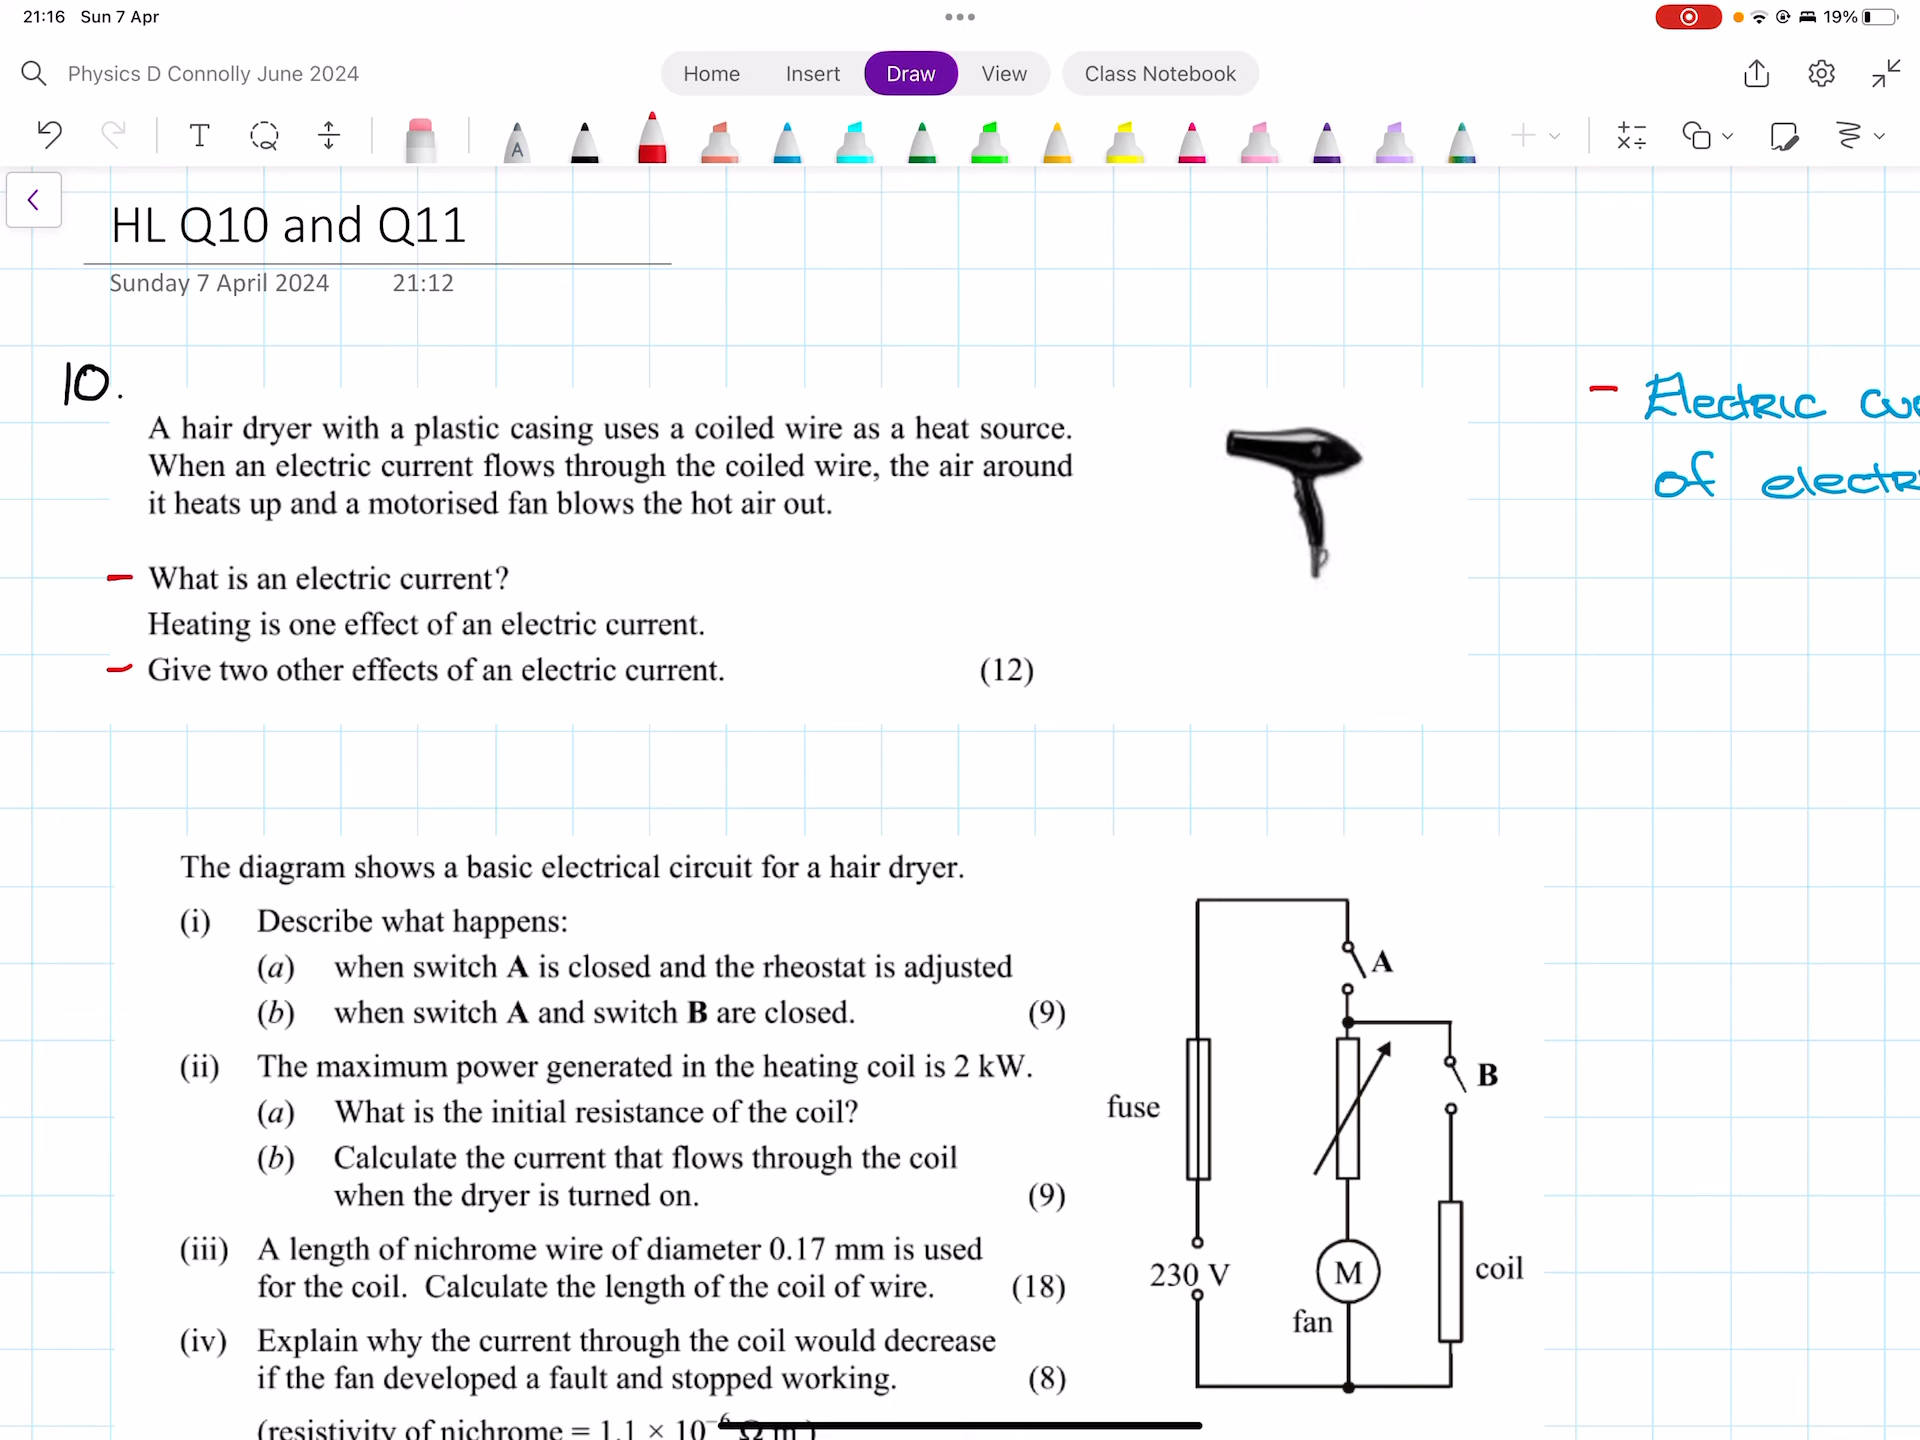 21:16 Sun 7 Apr
19%
Physics D Connolly June 2024
Home Insert Draw View Class Notebook
HL Q10 and Q11
Sunday 7 April 2024 21:12
10.
A hair dryer with a plastic casing uses a coiled wire as a heat source.
When an electric current flows through the coiled wire, the air around
it heats up and a motorised fan blows the hot air out.
– Electric
of
– What is an electric current?
Heating is one effect of an electric current.
– Give two other effects of an electric current. (12)
The diagram shows a basic electrical circuit for a hair dryer.
(i) Describe what happens:
(a) when switch A is closed and the rheostat is adjusted
(b) when switch A and switch B are closed. (9)
(ii) The maximum power generated in the heating coil is 2 kW.
(a) What is the initial resistance of the coil?
(b) Calculate the current that flows through the coil
when the dryer is turned on. (9)
(iii) A length of nichrome wire of diameter 0.17 mm is used
for the coil. Calculate the length of the coil of wire. (18)
(iv) Explain why the current through the coil would decrease
if the fan developed a fault and stopped working. (8)
(resistivity of nichrome = 1.1 × 10⁻⁶ Ω m)
A
B
fuse
230 V
M
fan
coil